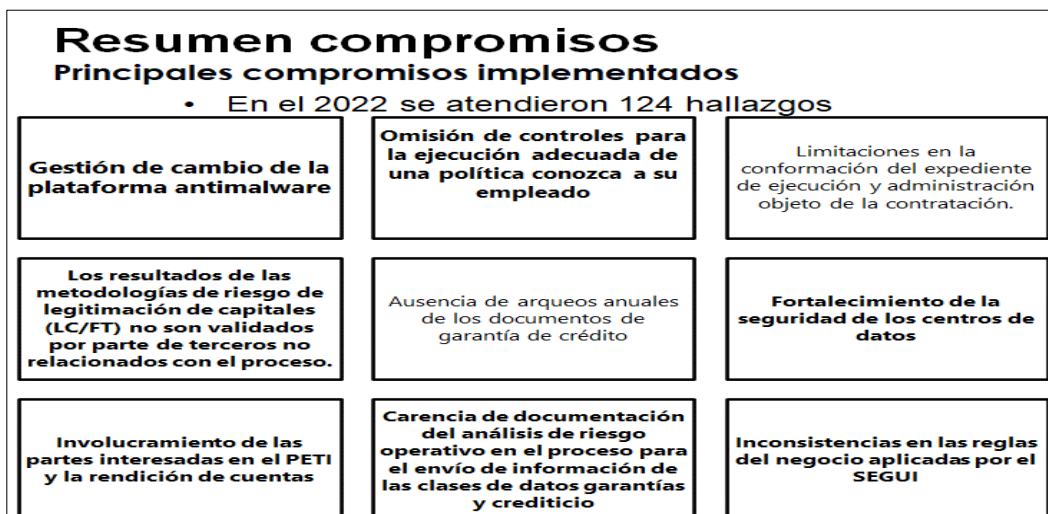 Resumen compromisos
Principales compromisos implementados
• En el 2022 se atendieron 124 hallazgos
Gestión de cambio de la
plataforma antimalware
Omisión de controles para
la ejecución adecuada de
una política conozca a su
empleado
Limitaciones en la
conformación del expediente
de ejecución y administración
objeto de la contratación.
Los resultados de las
metodologías de riesgo de
legitimación de capitales
(LC/FT) no son validados
por parte de terceros no
relacionados con el proceso.
Ausencia de arqueos anuales
de los documentos de
garantía de crédito
Fortalecimiento de la
seguridad de los centros de
datos
Involucramiento de las
partes interesadas en el PETI
y la rendición de cuentas
Carencia de documentación
del análisis de riesgo
operativo en el proceso para
el envío de información de
las clases de datos garantías
y crediticio
Inconsistencias en las reglas
del negocio aplicadas por el
SEGUI